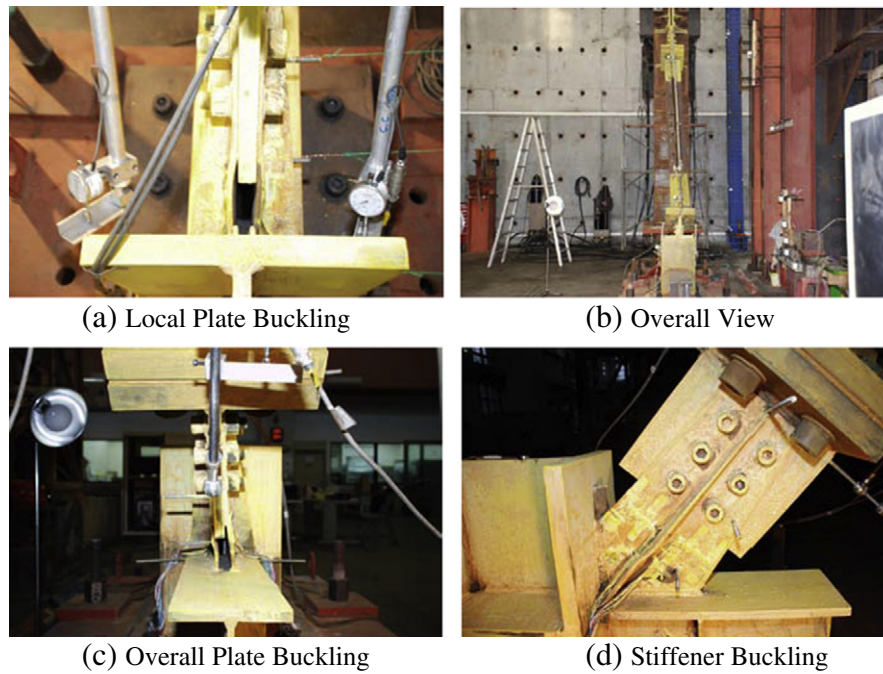 (a) Local Plate Buckling
(b) Overall View
(c) Overall Plate Buckling
(d) Stiffener Buckling